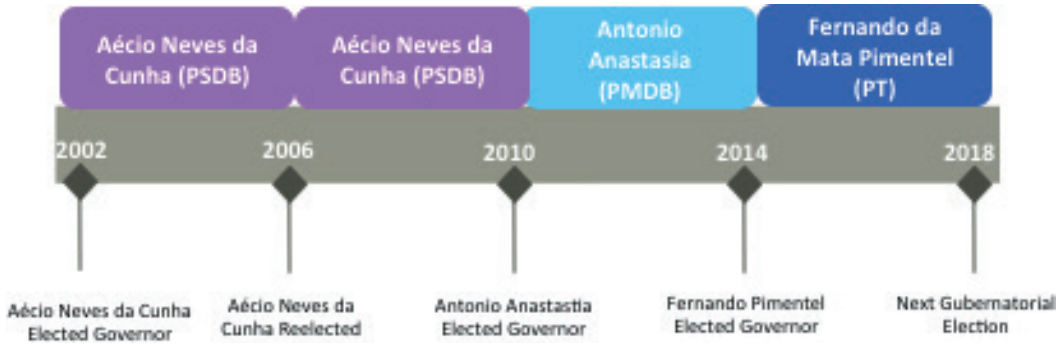 Aécio Neves da
Cunha (PSDB)
Aécio Neves da
Cunha (PSDB)
Antonio
Anastasia
(PMDB)
Fernando da
Mata Pimentel
(PT)
2002
2006
2010
2014
2018
Aécio Neves da Cunha
Elected Governor
Aécio Neves da
Cunha Reelected
Antonio Anastastia
Elected Governor
Fernando Pimentel
Elected Governor
Next Gubernatorial
Election